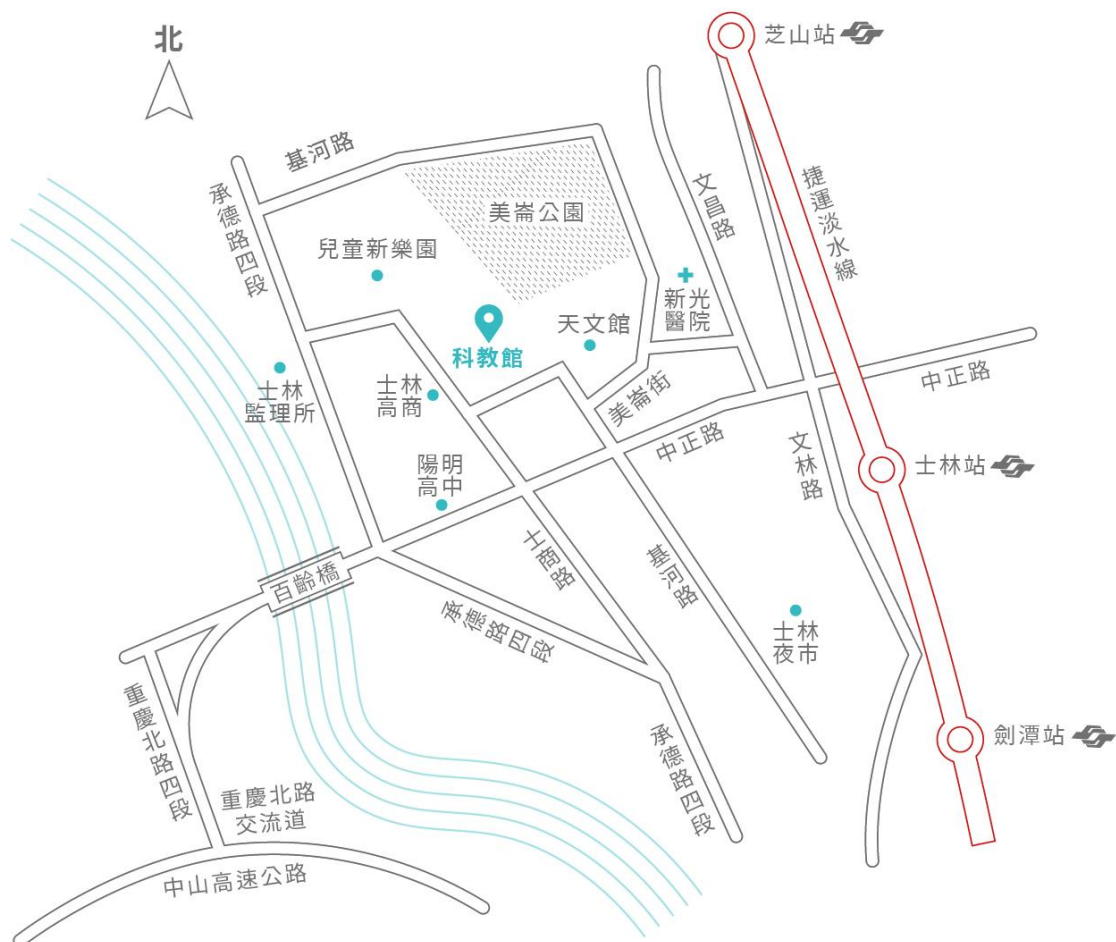 北
芝山站
基河路
承德路四段
文昌路
捷運淡水線
美崙公園
兒童新樂園
新光
醫院
天文館
科教館
士林
監理所
士林
高商
美崙街
中正路
中正路
陽明
高中
文林路
士林站
士商路
基河路
百齡橋
承德路四段
士林
夜市
重慶北路四段
承德路四段
劍潭站
重慶北路
交流道
中山高速公路